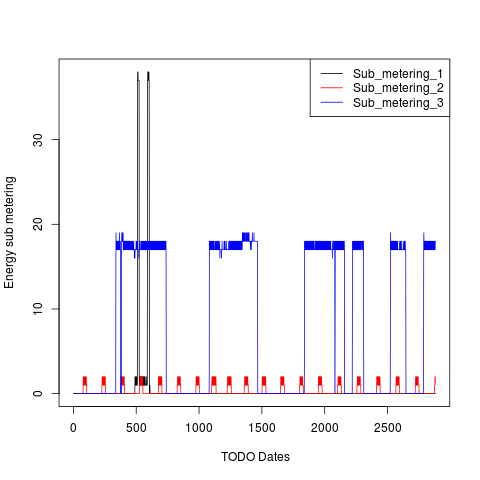 Sub_metering_1
Sub_metering_2
Sub_metering_3
Energy sub metering
30
20
10
0
0 500 1000 1500 2000 2500
TODO Dates